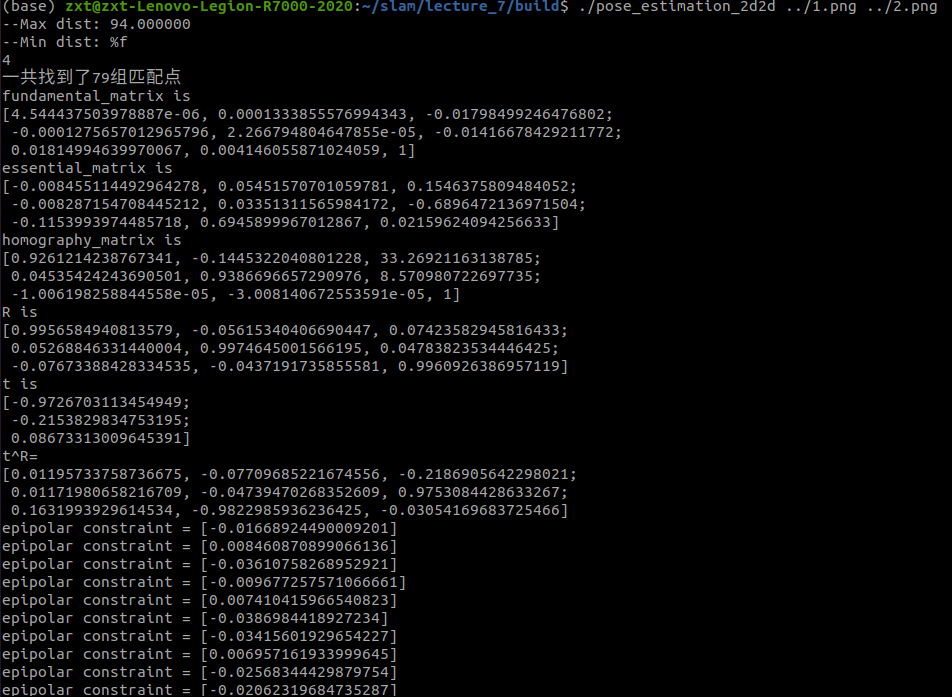 (base) zxt@zxt-Lenovo-Legion-R7000-2020:~/slam/lecture_7/build$ ./pose_estimation_2d2d ../1.png ../2.png
--Max dist: 94.000000
--Min dist: %f
4
一共找到了79组匹配点
fundamental_matrix is
[4.544437503978887e-06, 0.0001333855576994343, -0.01798499246476802;
-0.0001275657012965796, 2.266794804647855e-05, -0.01416678429211772;
0.01814994639970067, 0.004146055871024059, 1]
essential_matrix is
[-0.008455114492964278, 0.05451570701059781, 0.1546375809484052;
-0.008287154708445212, 0.03351311565984172, -0.6896472136971504;
-0.1153993974485718, 0.6945899967012867, 0.02159624094256633]
homography_matrix is
[0.9261214238767341, -0.1445322040801228, 33.26921163138785;
0.04535424243690501, 0.9386696657290976, 8.570980722697735;
-1.006198258844558e-05, -3.008140672553591e-05, 1]
R is
[0.9956584940813579, -0.05615340406690447, 0.07423582945816433;
0.05268846331440004, 0.9974645001566195, 0.04783823534446425;
-0.07673388428334535, -0.0437191735855581, 0.9960926386957119]
t is
[-0.9726703113454949;
-0.2153829834753195;
0.08673313009645391]
t^R=
[0.01195733758736675, -0.07709685221674556, -0.2186905642298021;
0.01171980658216709, -0.04739470268352609, 0.9753084428633267;
0.1631993929614534, -0.9822985936236425, -0.03054169683725466]
epipolar constraint = [-0.01668924490009201]
epipolar constraint = [0.008460870899066136]
epipolar constraint = [-0.03610758268952921]
epipolar constraint = [-0.009677257571066661]
epipolar constraint = [0.007410415966540823]
epipolar constraint = [-0.0386984418927234]
epipolar constraint = [-0.03415601929654227]
epipolar constraint = [0.006957161933999645]
epipolar constraint = [-0.02568344429879754]
epipolar constraint = [-0.02062319684735287]